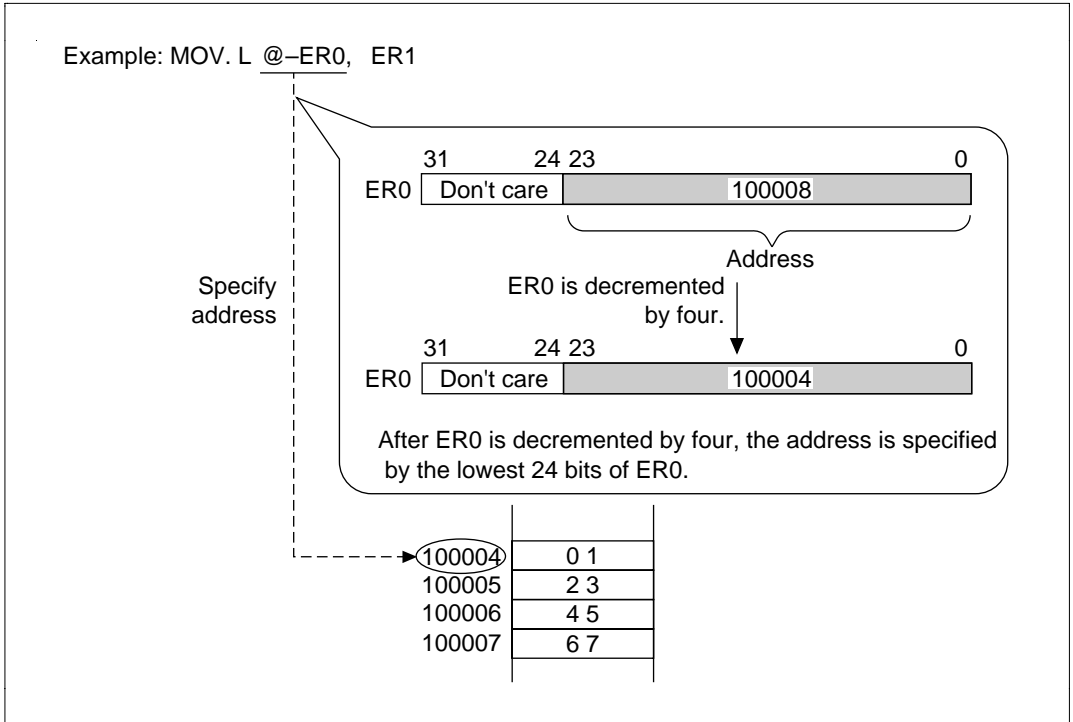 Example: MOV. L @–ER0, ER1
31 24 23 0
ER0 Don't care 100008
Address
Specify
address
ER0 is decremented
by four.
31 24 23 0
ER0 Don't care 100004
After ER0 is decremented by four, the address is specified
by the lowest 24 bits of ER0.
100004 0 1
100005 2 3
100006 4 5
100007 6 7